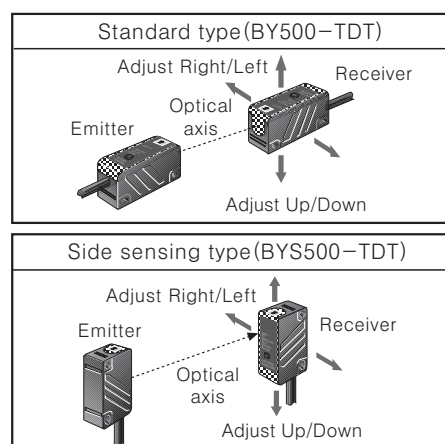 Standard type(BY500-TDT)
Adjust Right/Left
Receiver
Optical
axis
Emitter
Adjust Up/Down
Side sensing type(BYS500-TDT)
Adjust Right/Left
Emitter
Receiver
Optical
axis
Adjust Up/Down